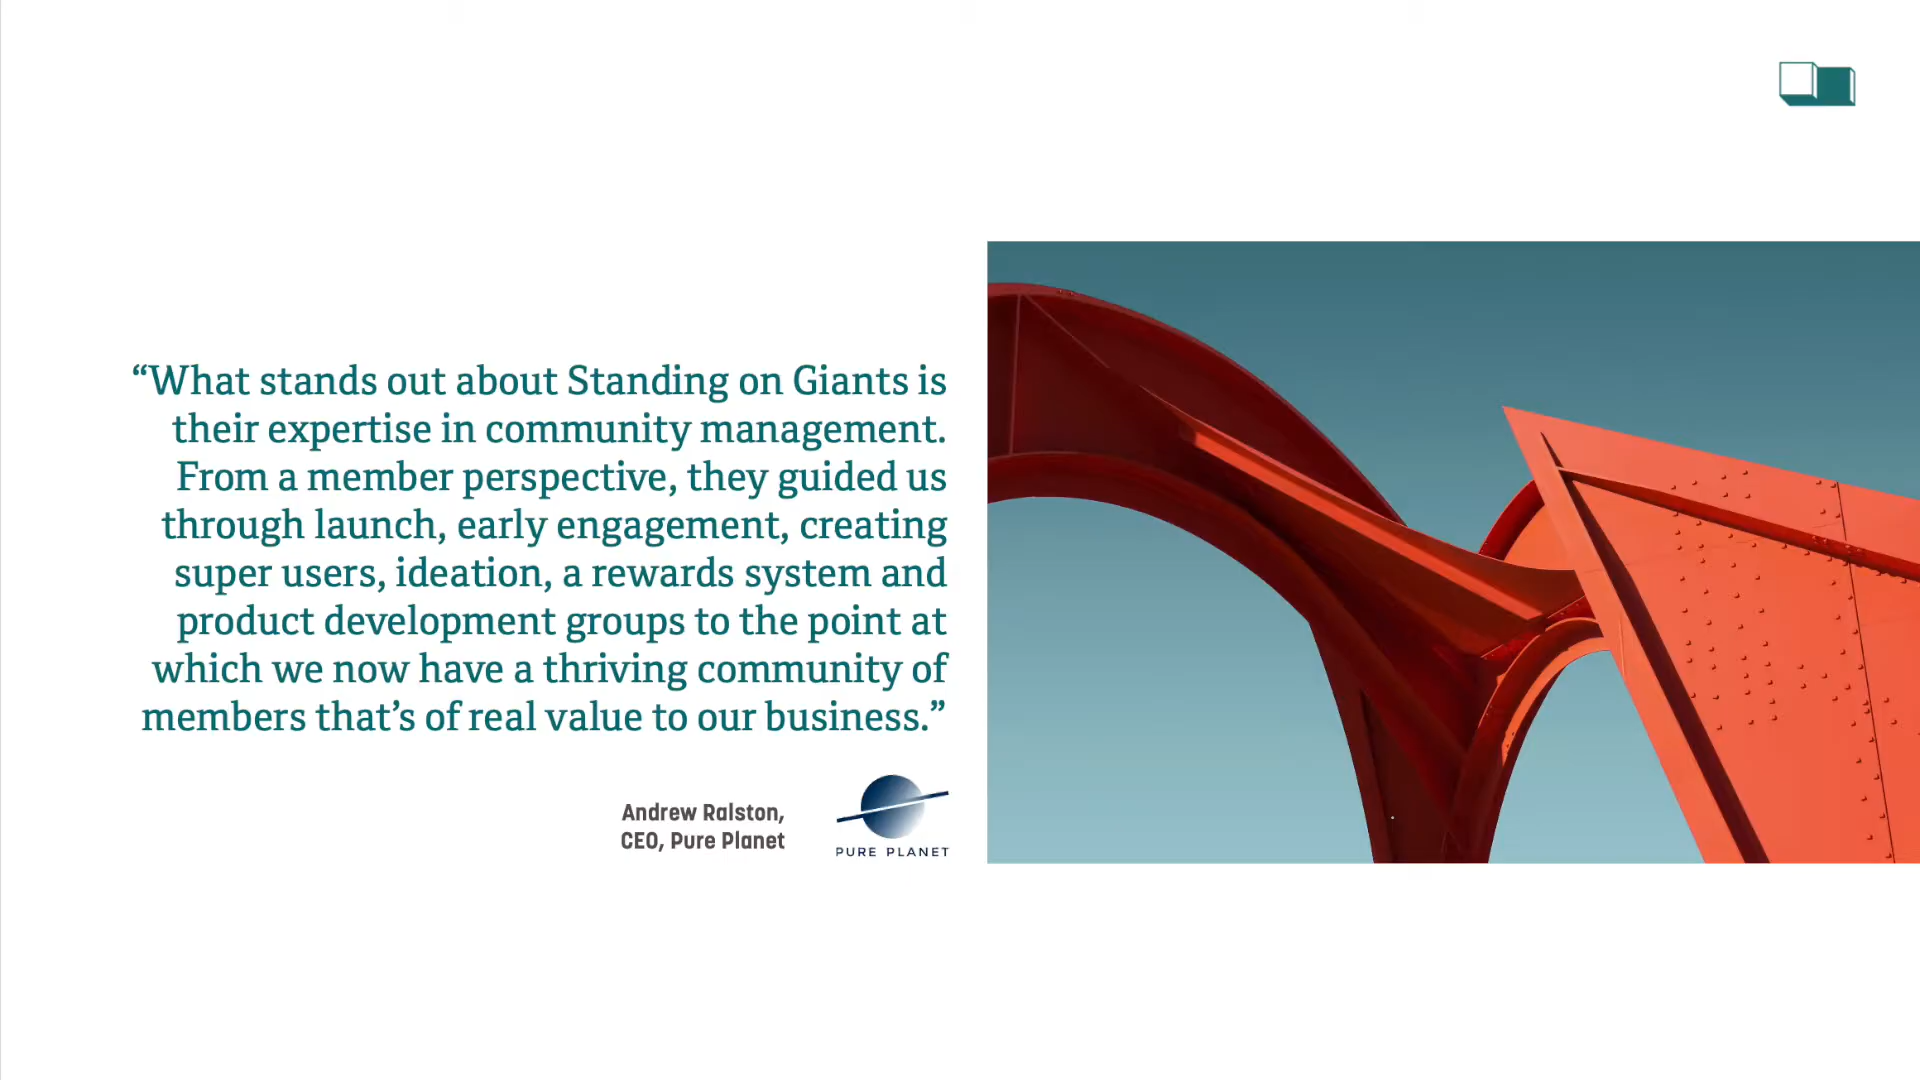 “What stands out about Standing on Giants is
their expertise in community management.
From a member perspective, they guided us
through launch, early engagement, creating
super users, ideation, a rewards system and
product development groups to the point at
which we now have a thriving community of
members that’s of real value to our business.”
Andrew Ralston,
CEO, Pure Planet
PURE PLANET